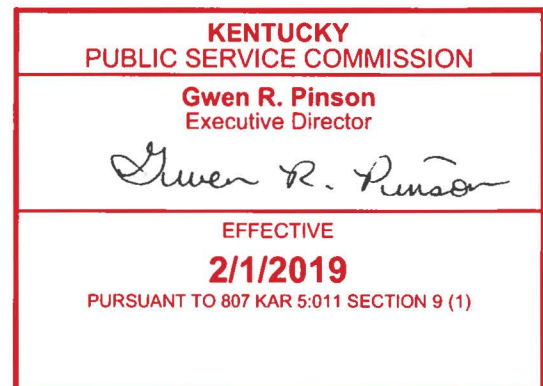 KENTUCKY
PUBLIC SERVICE COMMISSION
Gwen R. Pinson
Executive Director
Gwen R. Pinson
EFFECTIVE
2/1/2019
PURSUANT TO 807 KAR 5:011 SECTION 9 (1)